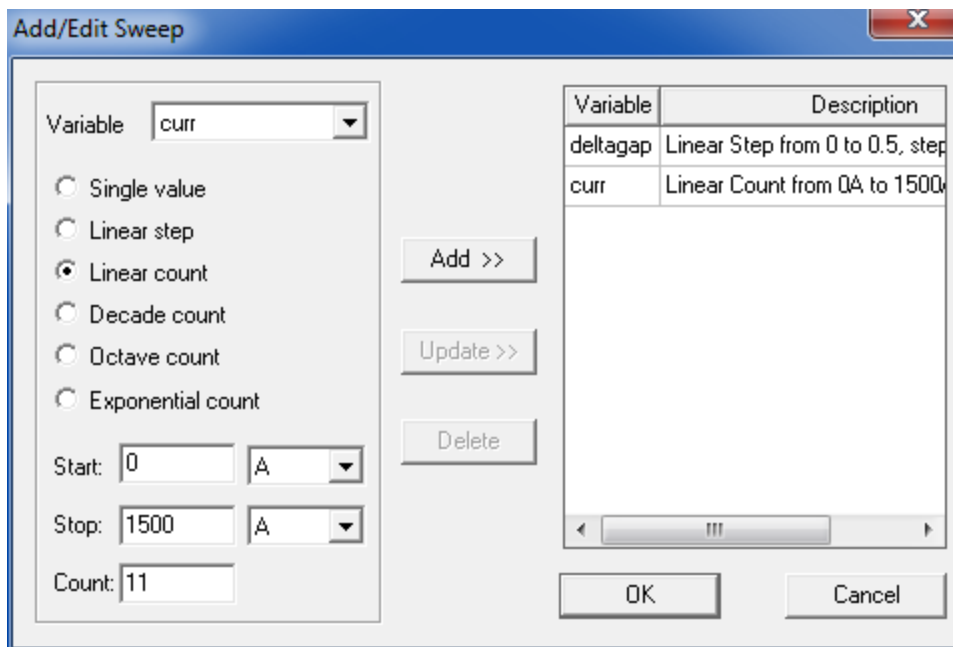 Add/Edit Sweep
Variable curr
Single value
Linear step
Linear count
Decade count
Octave count
Exponential count
Start: 0 A
Stop: 1500 A
Count: 11
Add >>
Update >>
Delete
Variable Description
deltagap Linear Step from 0 to 0.5, step
curr Linear Count from 0A to 1500
OK Cancel